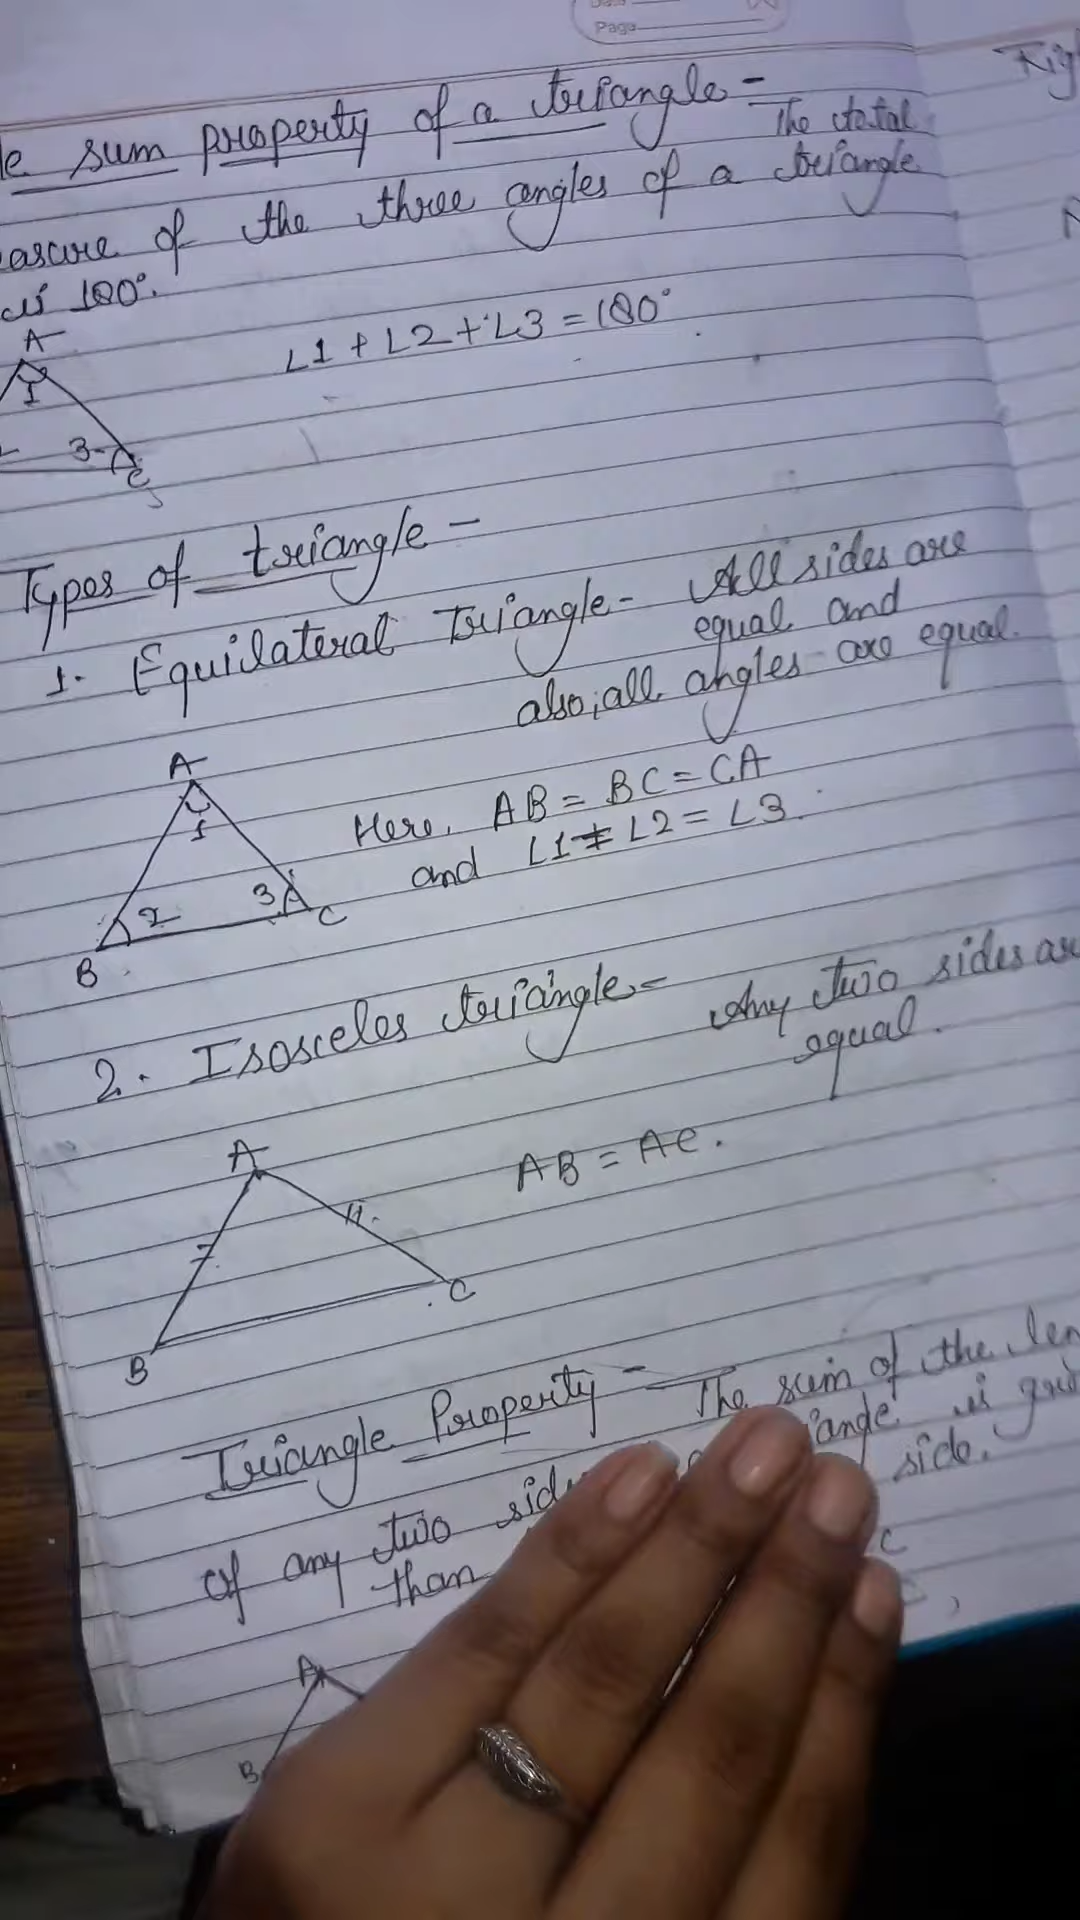 Page
sum property of a triangle -
The total
of the three angles of a triangle
is 180°.
∠1 + ∠2 + ∠3 = 180°
A
1
3
C
Types of triangle -
1. Equilateral Triangle - All sides are
equal and
also, all angles are equal.
A
1
2
3
B
C
Here, AB = BC = CA
and ∠1 = ∠2 = ∠3.
2. Isosceles triangle - Any two sides
equal.
A
B
C
AB = AC.
Triangle Property - The sum of the
of any two
is
than
side.
A
B
C